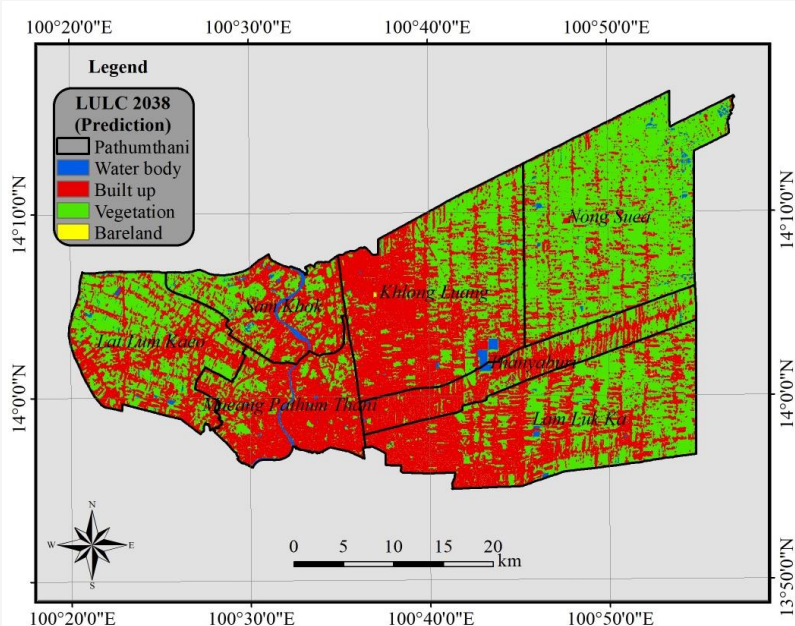 100°20'0"E 100°30'0"E 100°40'0"E 100°50'0"E
Legend
LULC 2038
(Prediction)
Pathumthani
Water body
Built up
Vegetation
Bareland
14°10'0"N
14°10'0"N
Nong Suea
Khlong Luang
Sam Khok
Lat Lum Kaeo
Thanyaburi
14°0'0"N
14°0'0"N
Mueang Pathum Thani
Lam Luk Ka
N
W E
S
0 5 10 15 20
km
13°50'0"N
100°20'0"E 100°30'0"E 100°40'0"E 100°50'0"E